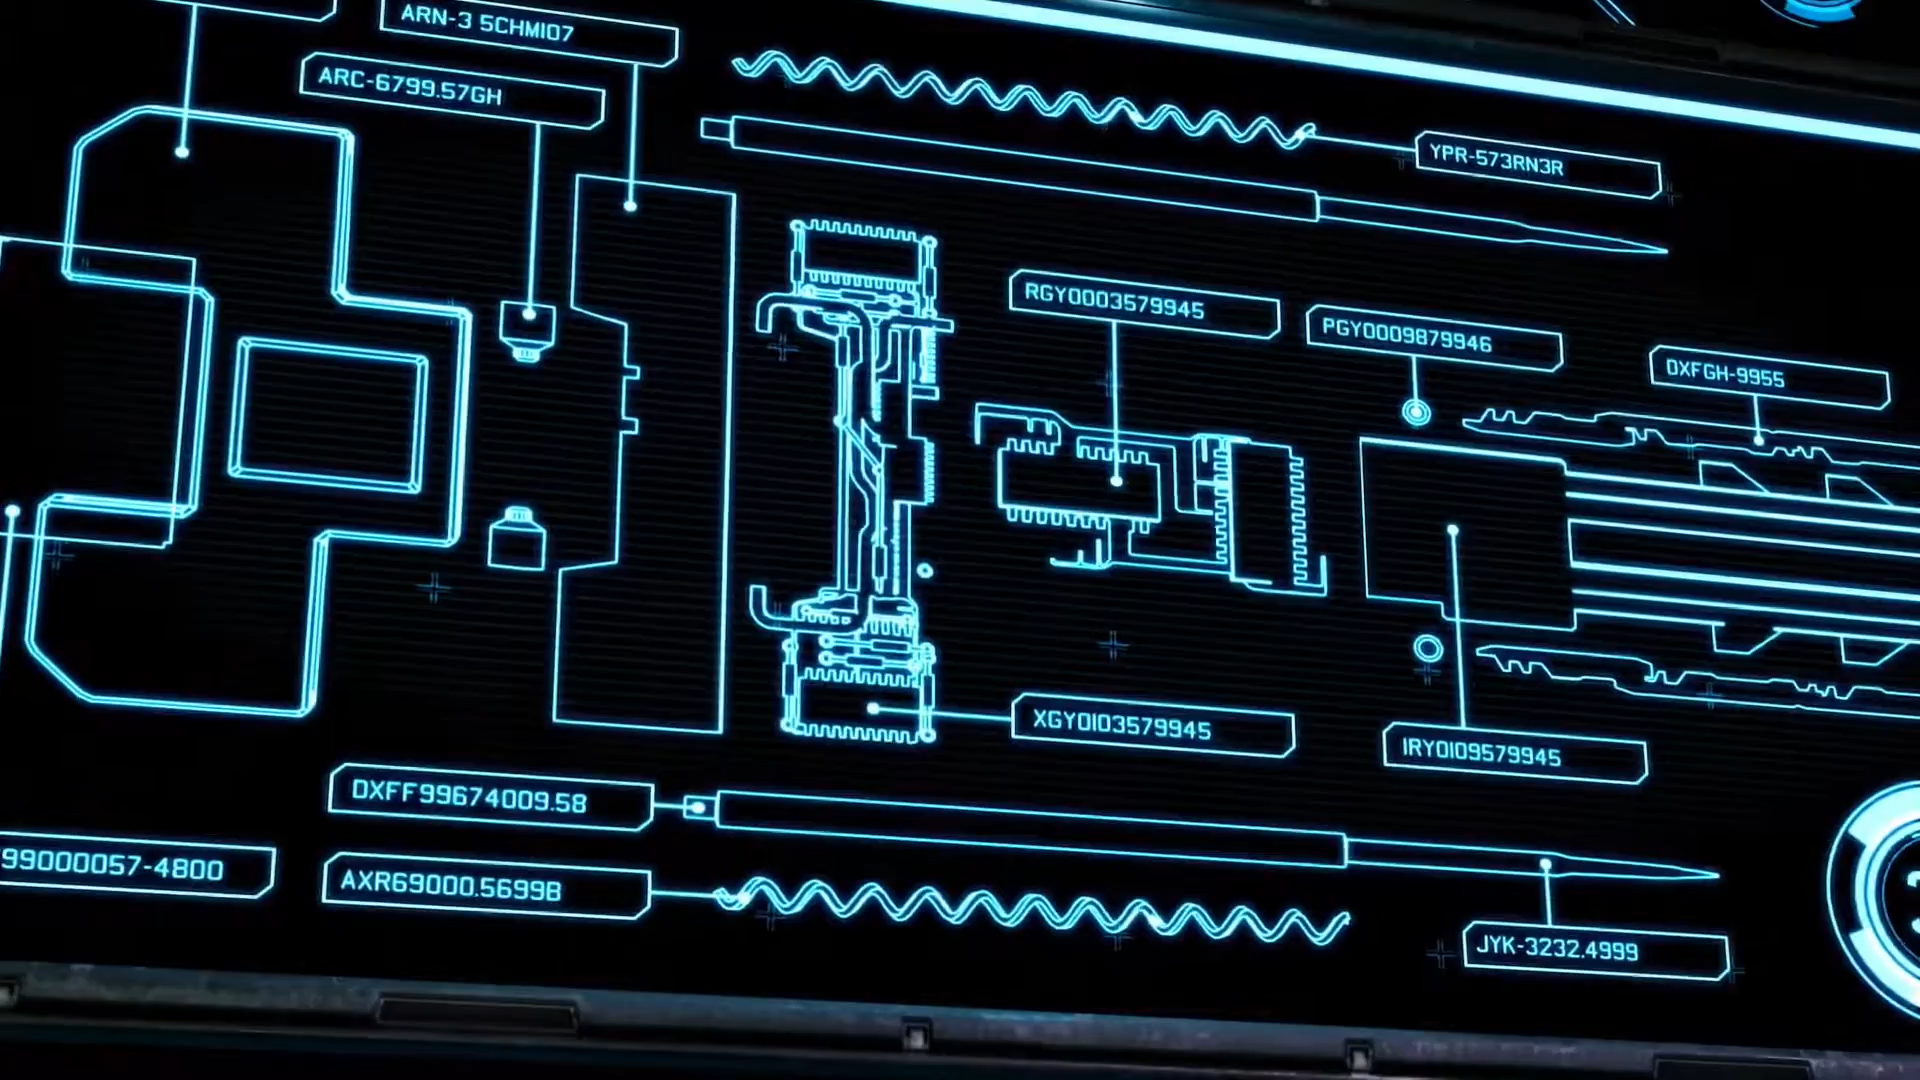 ARN-3 5CHMI07
ARC-6799.57GH
YPR-573RN3R
RGY0003579945
PGY0009879946
DXFGH-9955
XGY0103579945
IRY0109579945
DXFF99674009.58
99000057-4800
AXR69000.5699B
JYK-3232.4999